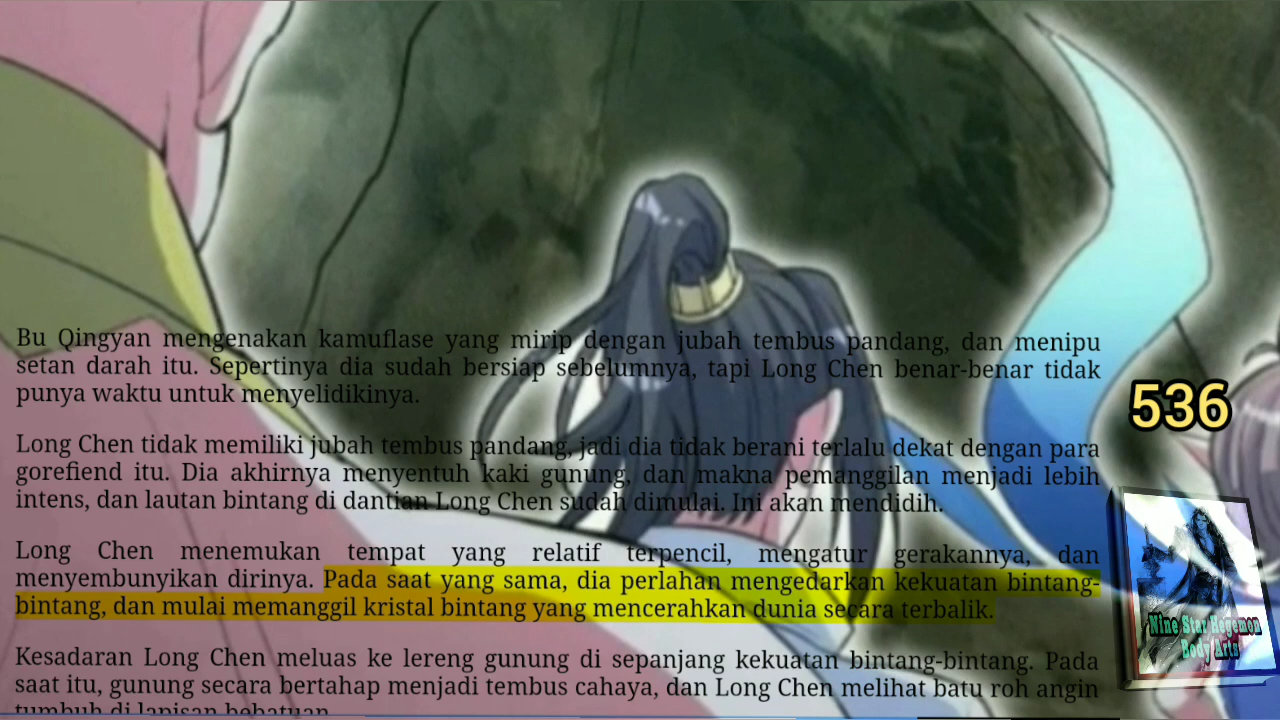 Bu Qingyan mengenakan kamuflase yang mirip dengan jubah tembus pandang, dan menipu
setan darah itu. Sepertinya dia sudah bersiap sebelumnya, tapi Long Chen benar-benar tidak
punya waktu untuk menyelidikinya.
Long Chen tidak memiliki jubah tembus pandang, jadi dia tidak berani terlalu dekat dengan para
gorefiend itu. Dia akhirnya menyentuh kaki gunung, dan makna pemanggilan menjadi lebih
intens, dan lautan bintang di dantian Long Chen sudah dimulai. Ini akan mendidih.
Long Chen menemukan tempat yang relatif terpencil, mengatur gerakannya, dan
menyembunyikan dirinya. Pada saat yang sama, dia perlahan mengedarkan kekuatan bintang-
bintang, dan mulai memanggil kristal bintang yang mencerahkan dunia secara terbalik.
Kesadaran Long Chen meluas ke lereng gunung di sepanjang kekuatan bintang-bintang. Pada
saat itu, gunung secara bertahap menjadi tembus cahaya, dan Long Chen melihat batu roh angin
tumbuh di lapisan bebatuan.
536
Nine Star Hegemon
Body Arts